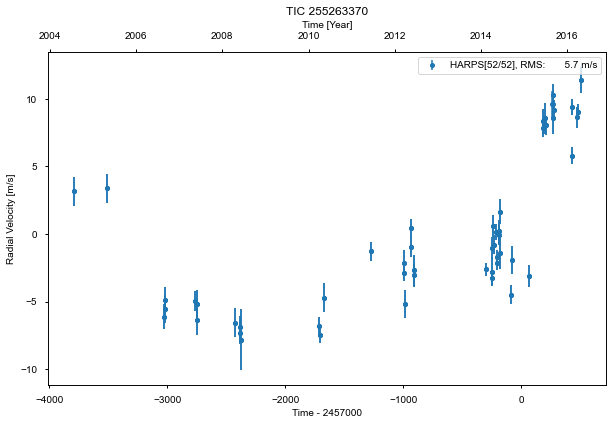 TIC 255263370
Time [Year]
2004 2006 2008 2010 2012 2014 2016
HARPS[52/52], RMS: 5.7 m/s
10
5
0
−5
−10
Radial Velocity [m/s]
−4000 −3000 −2000 −1000 0
Time - 2457000